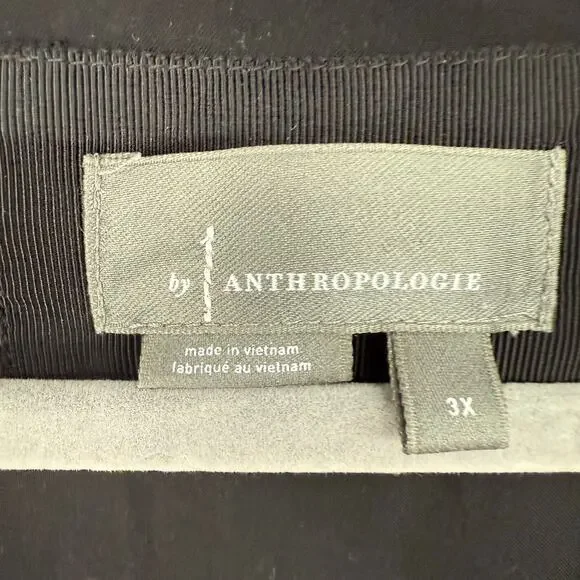 by ANTHROPOLOGIE
made in vietnam
fabriqué au vietnam
3X